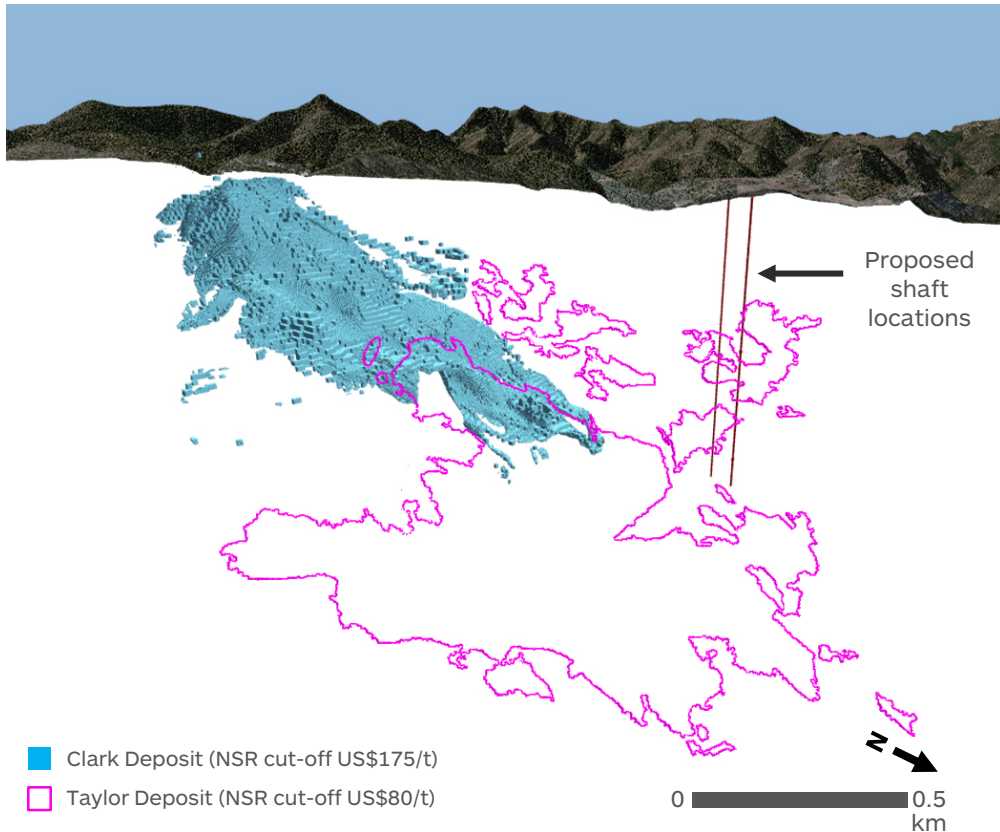 Proposed
shaft
locations
Clark Deposit (NSR cut-off US$175/t)
Taylor Deposit (NSR cut-off US$80/t)
N
0
0.5
km